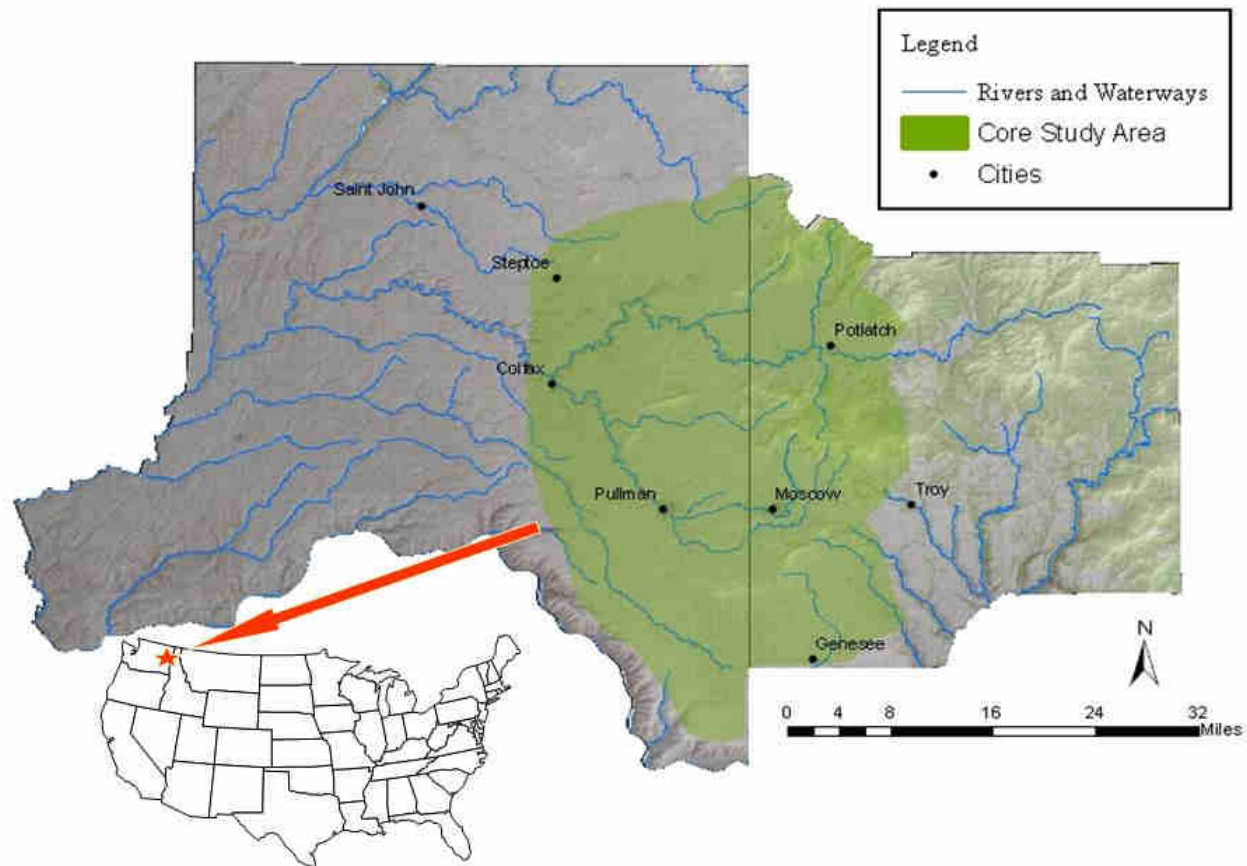 Legend
Rivers and Waterways
Core Study Area
Cities
Saint John
Steptoe
Potlatch
Colfax
Pullman
Moscow
Troy
Genesee
N
0 4 8 16 24 32
Miles